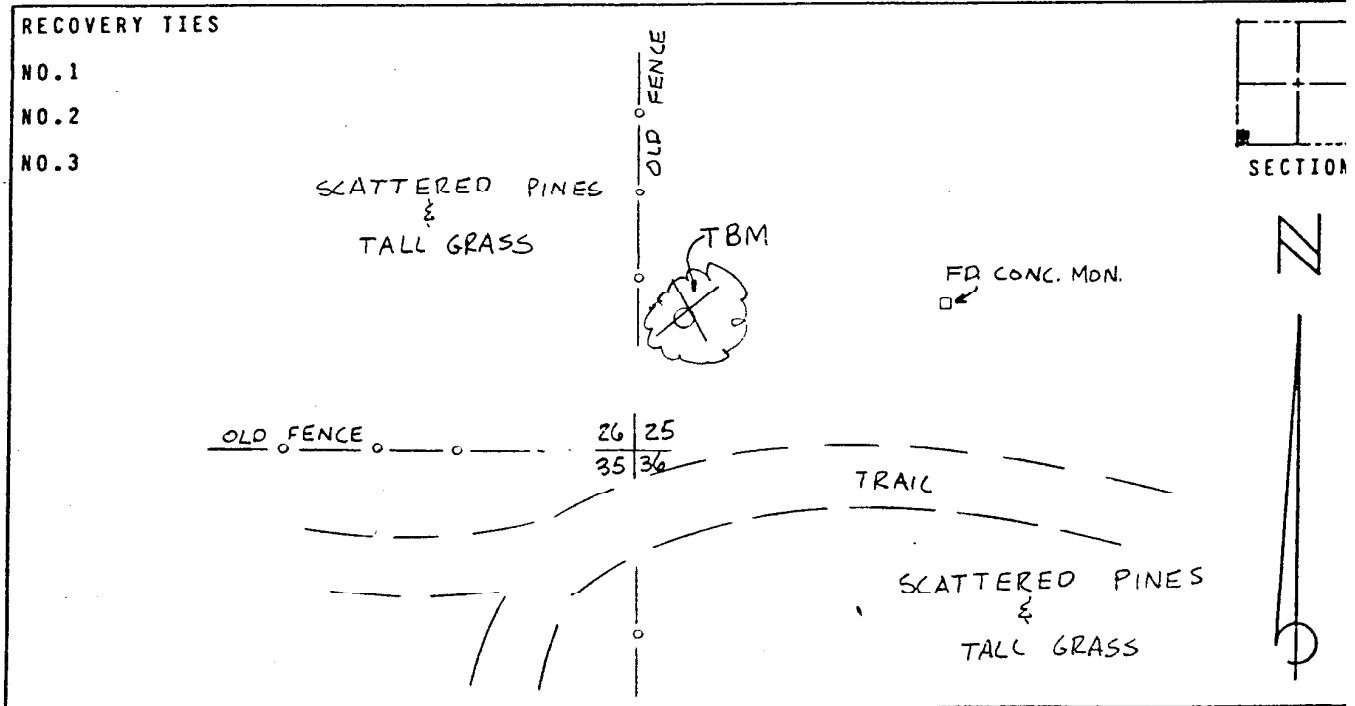 RECOVERY TIES
NO.1
NO.2
NO.3
OLD FENCE
SECTION
SCATTERED PINES
&
TALL GRASS
TBM
N
FD. CONC. MON.
OLD FENCE
26 25
35 36
TRAIL
SCATTERED PINES
&
TALL GRASS